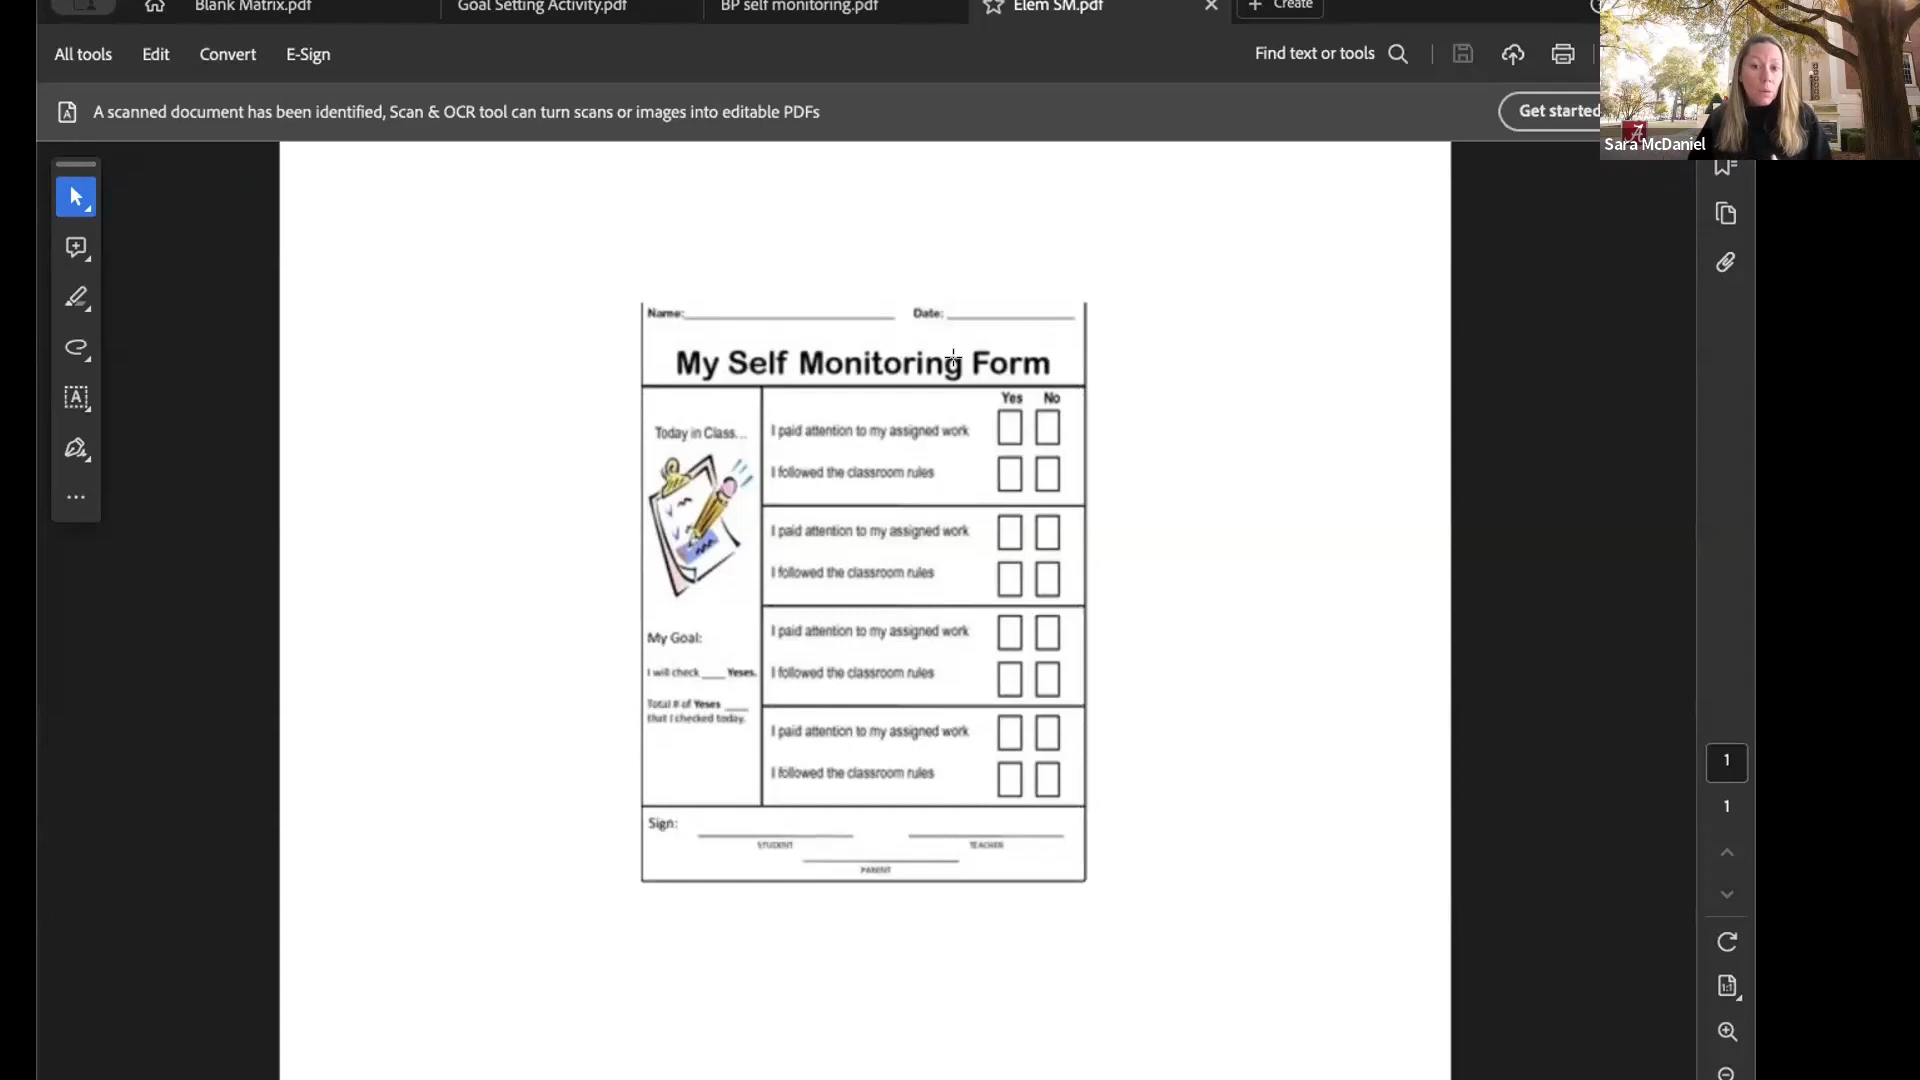 Blank Matrix.pdf
Goal Setting Activity.pdf
BP self monitoring.pdf
Elem SM.pdf
Create
All tools
Edit
Convert
E-Sign
Find text or tools
A scanned document has been identified, Scan & OCR tool can turn scans or images into editable PDFs
Get started
Sara McDaniel
Name: Date:
My Self Monitoring Form
Yes No
Today in Class...
I paid attention to my assigned work
I followed the classroom rules
I paid attention to my assigned work
I followed the classroom rules
I paid attention to my assigned work
I followed the classroom rules
I paid attention to my assigned work
I followed the classroom rules
My Goal:
I will check ____ Yeses.
Total # of Yeses ____
that I checked today.
Sign:
STUDENT
TEACHER
PARENT
1
1